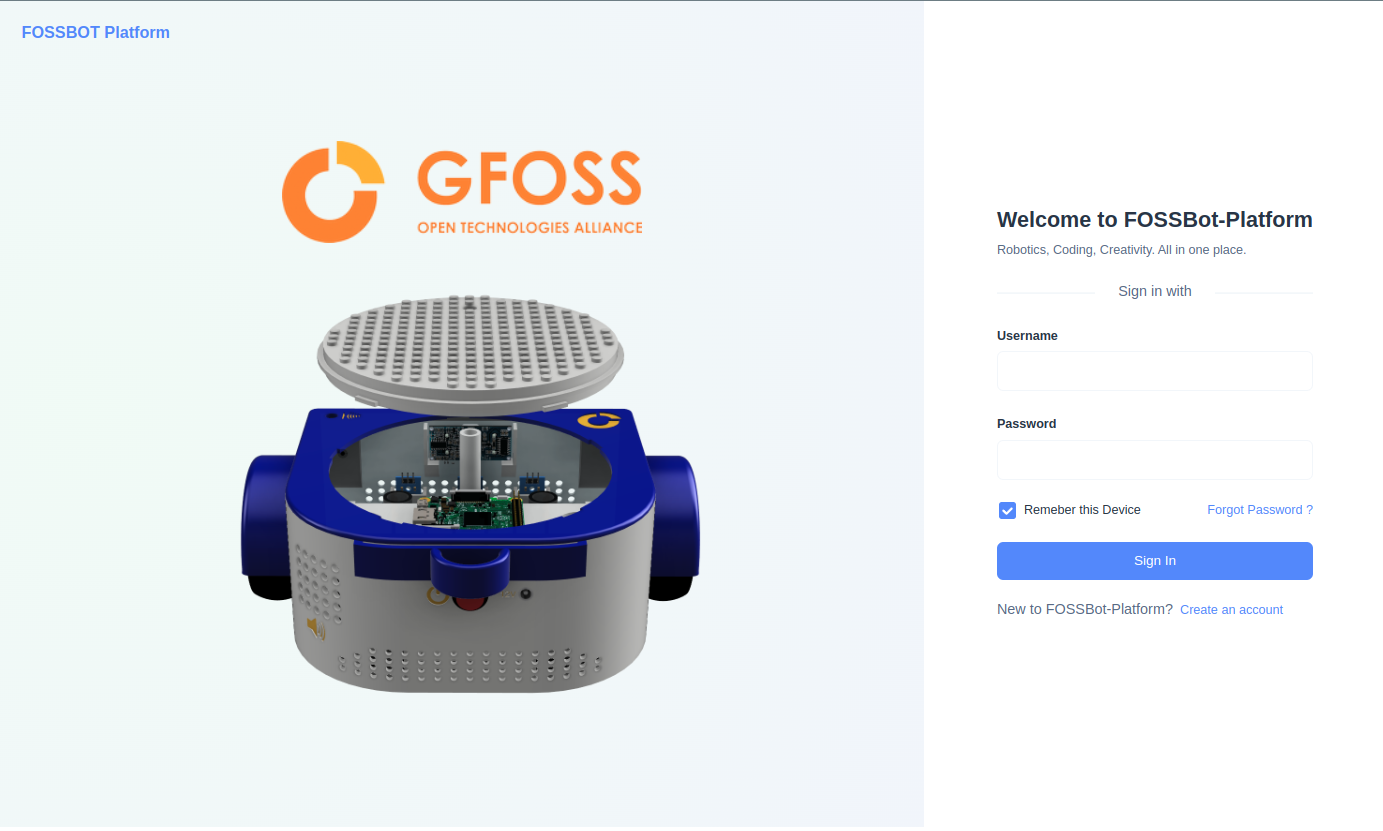 FOSSBOT Platform
GFOSS
OPEN TECHNOLOGIES ALLIANCE
Welcome to FOSSBot-Platform
Robotics, Coding, Creativity. All in one place.
Sign in with
Username
Password
Remeber this Device
Forgot Password ?
Sign In
New to FOSSBot-Platform? Create an account